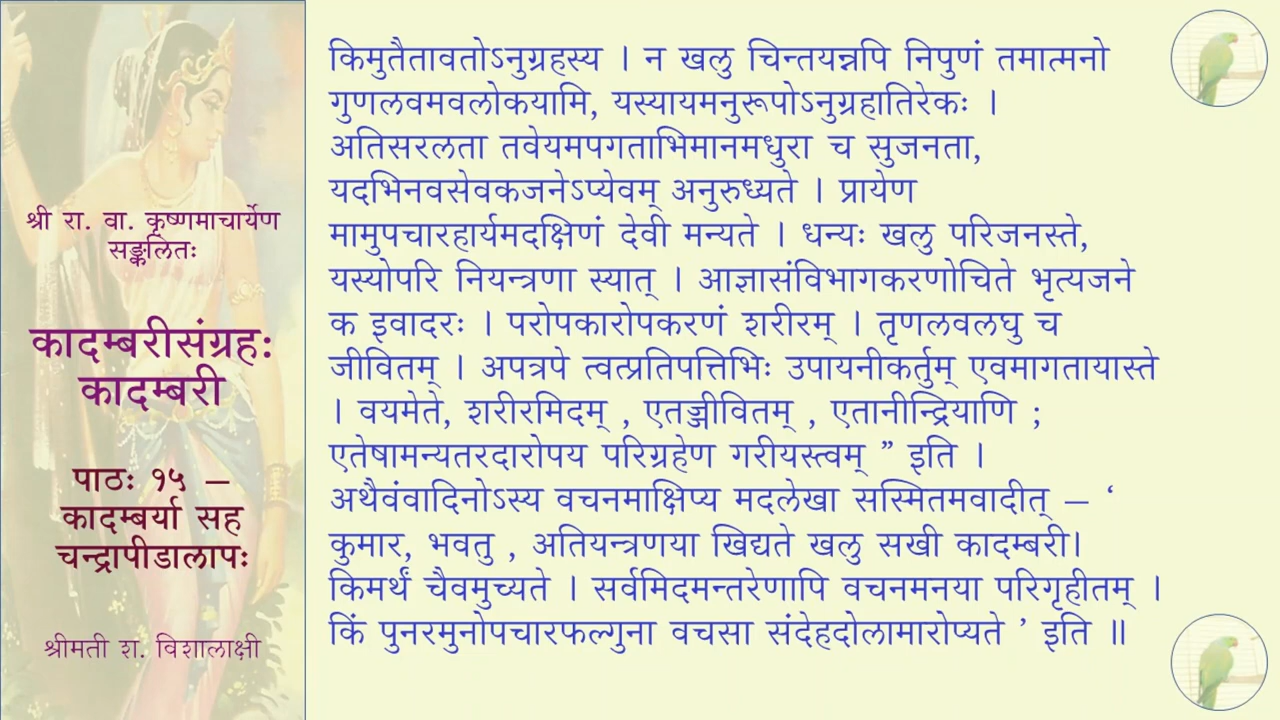 श्री रा. वा. कृष्णमाचार्येण
सङ्कलितः
कादम्बरीसंग्रहः
कादम्बरी
पाठः १५ –
कादम्बर्या सह
चन्द्रापीडालापः
श्रीमती श. विशालाक्षी
किमुतैतावतोऽनुग्रहस्य । न खलु चिन्तयन्नपि निपुणं तमात्मनो
गुणलवमवलोकयामि, यस्यायमनुरूपोऽनुग्रहातिरेकः ।
अतिसरलता तवेयमपगताभिमानमधुरा च सुजनता,
यदभिनवसेवकजनेऽप्येवम् अनुरुध्यते । प्रायेण
मामुपचारहार्यमदक्षिणं देवी मन्यते । धन्यः खलु परिजनस्ते,
यस्योपरि नियन्त्रणा स्यात् । आज्ञासंविभागकरणोचिते भृत्यजने
क इवादरः । परोपकारोपकरणं शरीरम् । तृणलवलघु च
जीवितम् । अपत्रपे त्वत्प्रतिपत्तिभिः उपायनीकर्तुम् एवमागतायास्ते
। वयमेते, शरीरमिदम् , एतज्जीवितम् , एतानीन्द्रियाणि ;
एतेषामन्यतरदारोपय परिग्रहेण गरीयस्त्वम् ” इति ।
अथैवंवादिनोऽस्य वचनमाक्षिप्य मदलेखा सस्मितमवादीत् – ‘
कुमार, भवतु , अतियन्त्रणया खिद्यते खलु सखी कादम्बरी।
किमर्थं चैवमुच्यते । सर्वमिदमन्तरेणापि वचनमनया परिगृहीतम् ।
किं पुनरमुनोपचारफल्गुना वचसा संदेहदोलामारोप्यते ’ इति ॥